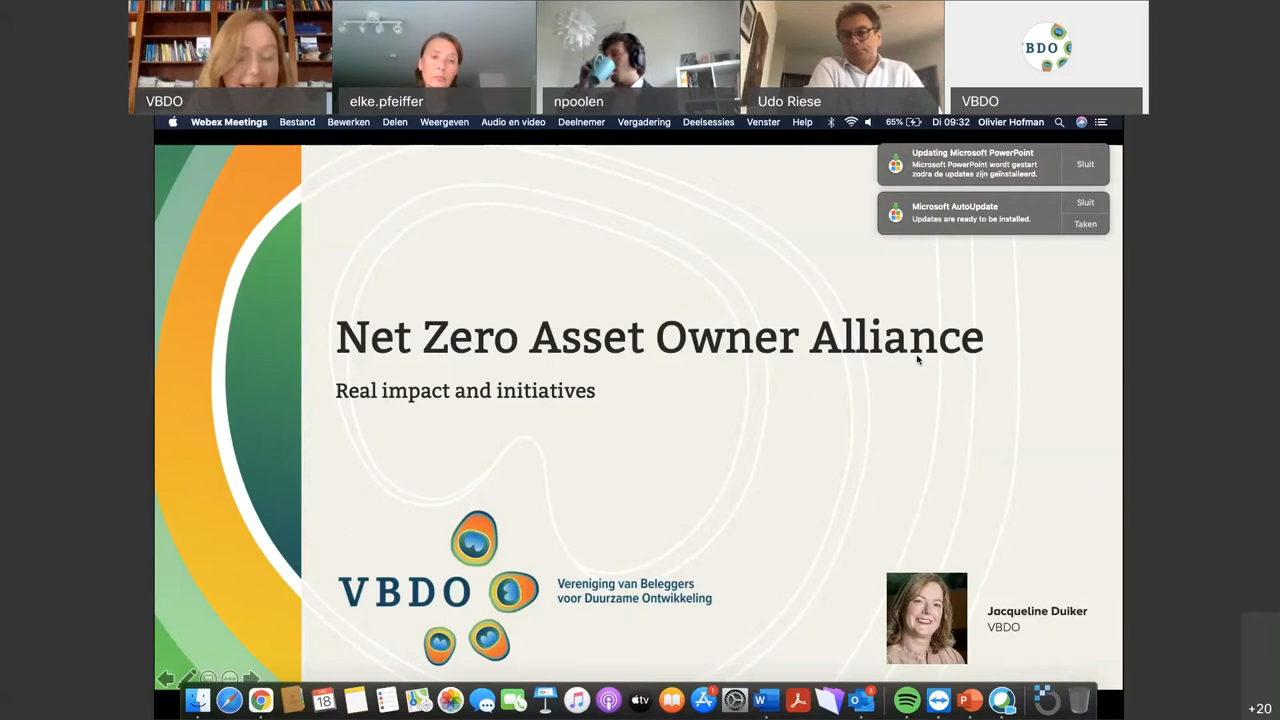 BDO
VBDO
elke.pfeiffer
npoolen
Udo Riese
VBDO
Webex Meetings Bestand Bewerken Delen Weergeven Audio en video Deelnemer Vergadering Deelsessies Venster Help 65% Di 09:32 Olivier Hofman
Updating Microsoft PowerPoint
Microsoft PowerPoint wordt gestart
zodra de updates zijn geïnstalleerd.
Sluit
Microsoft AutoUpdate
Updates are ready to be installed.
Sluit
Taken
Net Zero Asset Owner Alliance
Real impact and initiatives
VBDO
Vereniging van Beleggers
voor Duurzame Ontwikkeling
Jacqueline Duiker
VBDO
18
tv
1
W
5
P
+20